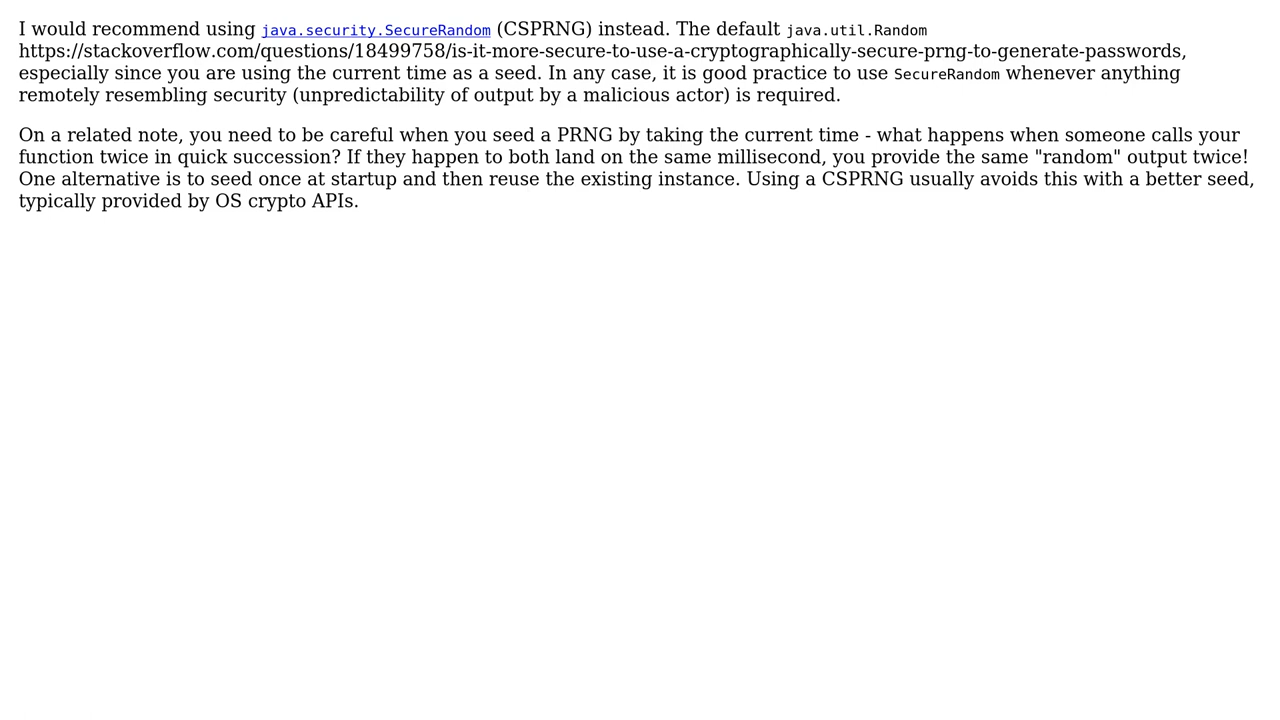 I would recommend using java.security.SecureRandom (CSPRNG) instead. The default java.util.Random
https://stackoverflow.com/questions/18499758/is-it-more-secure-to-use-a-cryptographically-secure-prng-to-generate-passwords,
especially since you are using the current time as a seed. In any case, it is good practice to use SecureRandom whenever anything
remotely resembling security (unpredictability of output by a malicious actor) is required.
On a related note, you need to be careful when you seed a PRNG by taking the current time - what happens when someone calls your
function twice in quick succession? If they happen to both land on the same millisecond, you provide the same "random" output twice!
One alternative is to seed once at startup and then reuse the existing instance. Using a CSPRNG usually avoids this with a better seed,
typically provided by OS crypto APIs.